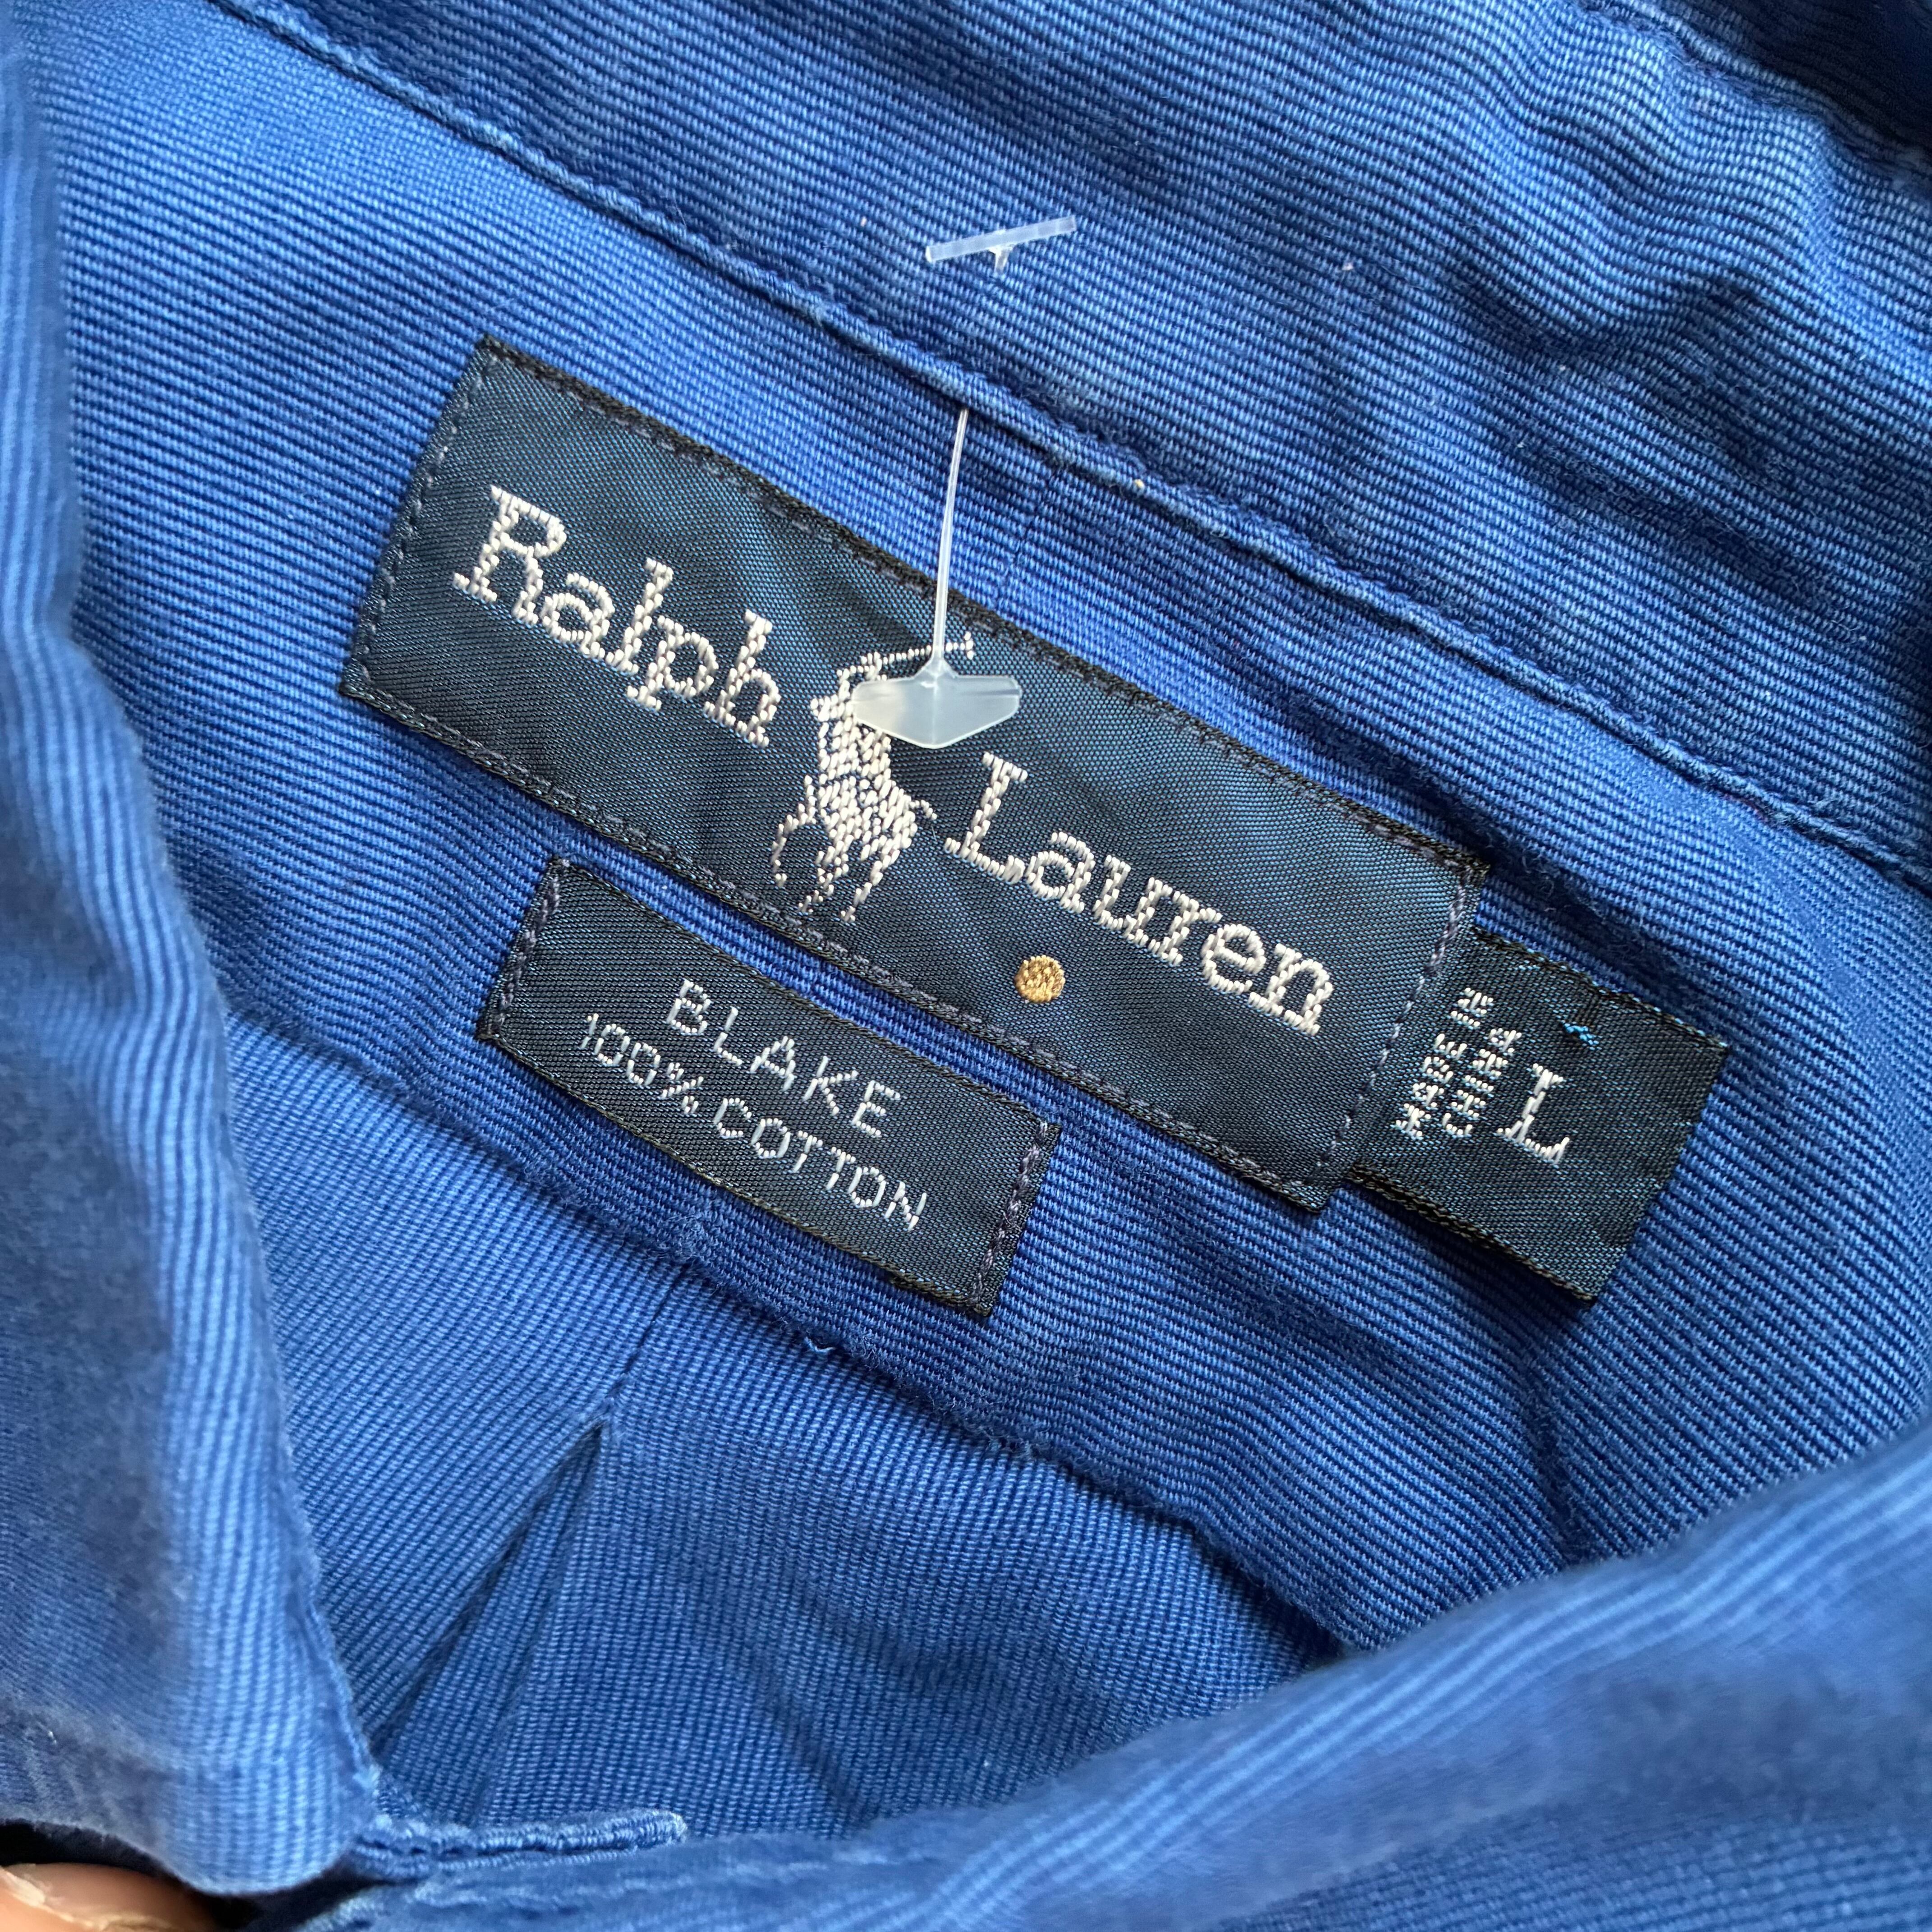 Ralph Lauren
BLAKE
100% COTTON
MADE IN
CHINA
L